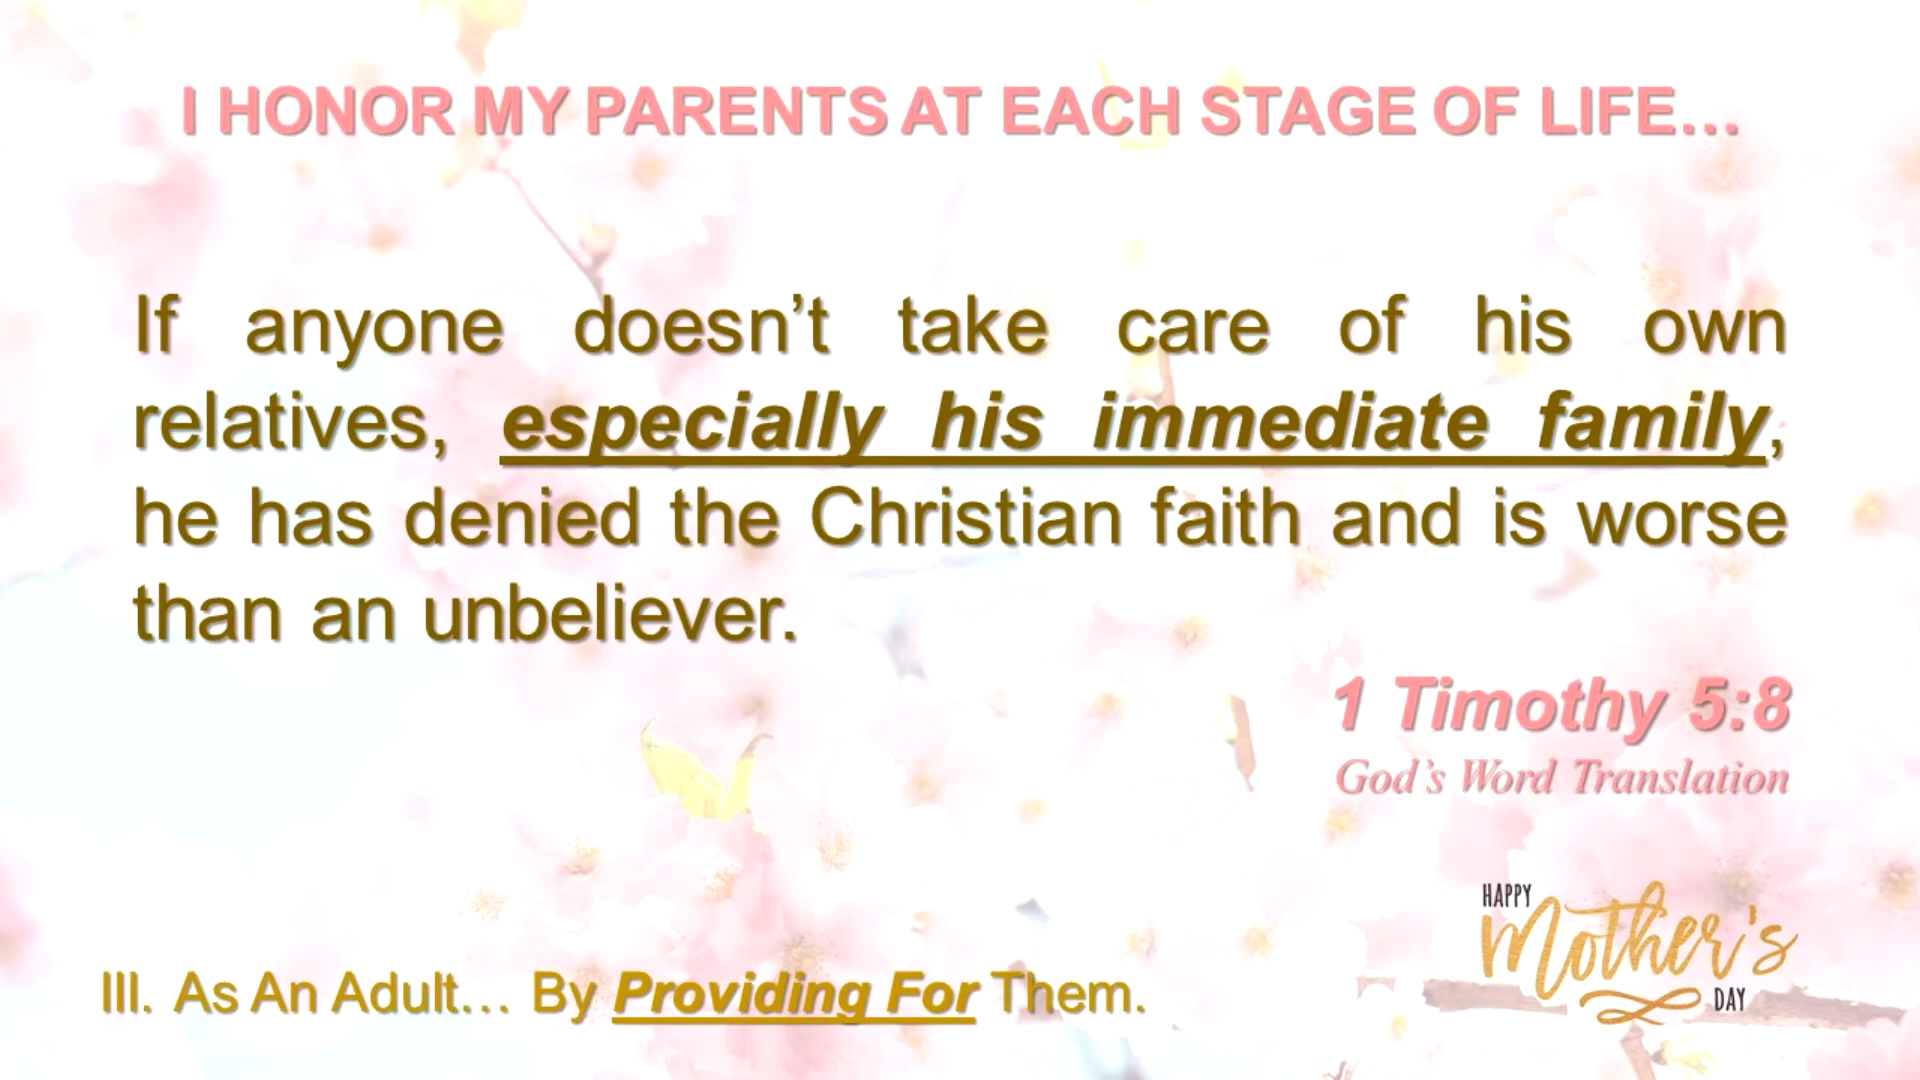 I HONOR MY PARENTS AT EACH STAGE OF LIFE…
If anyone doesn’t take care of his own
relatives, especially his immediate family,
he has denied the Christian faith and is worse
than an unbeliever.
1 Timothy 5:8
God’s Word Translation
HAPPY
Mother's
DAY
III. As An Adult… By Providing For Them.